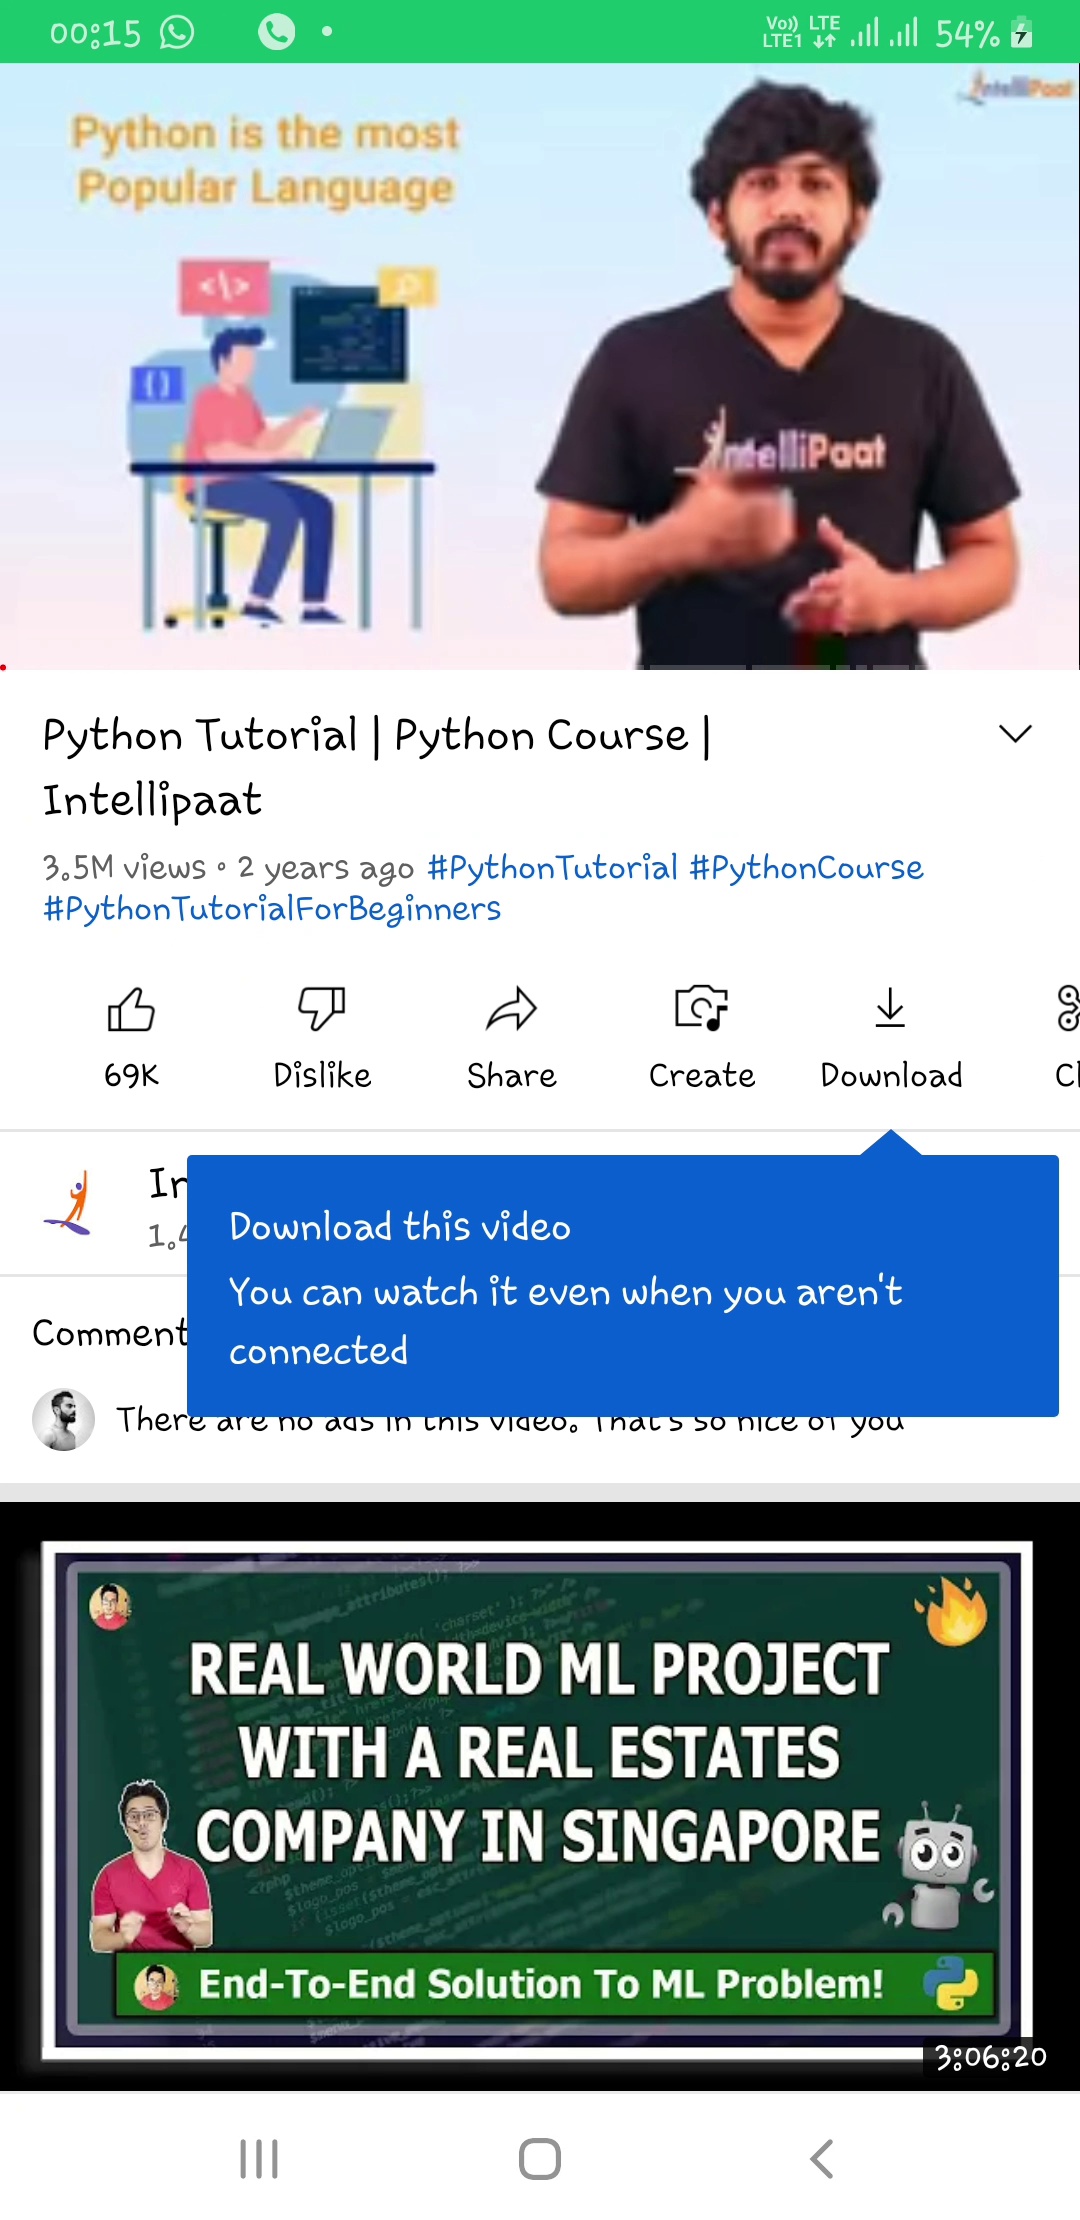 00:15
Vo)) LTE
LTE1
54%
IntelliPaat
Python is the most
Popular Language
</>
{}
IntelliPaat
Python Tutorial | Python Course |
Intellipaat
3.5M views • 2 years ago #PythonTutorial #PythonCourse
#PythonTutorialForBeginners
69K
Dislike
Share
Create
Download
Download this video
You can watch it even when you aren't
connected
Comment
There are no ads in this video. That's so nice of you
REAL WORLD ML PROJECT
WITH A REAL ESTATES
COMPANY IN SINGAPORE
End-To-End Solution To ML Problem!
3:06:20